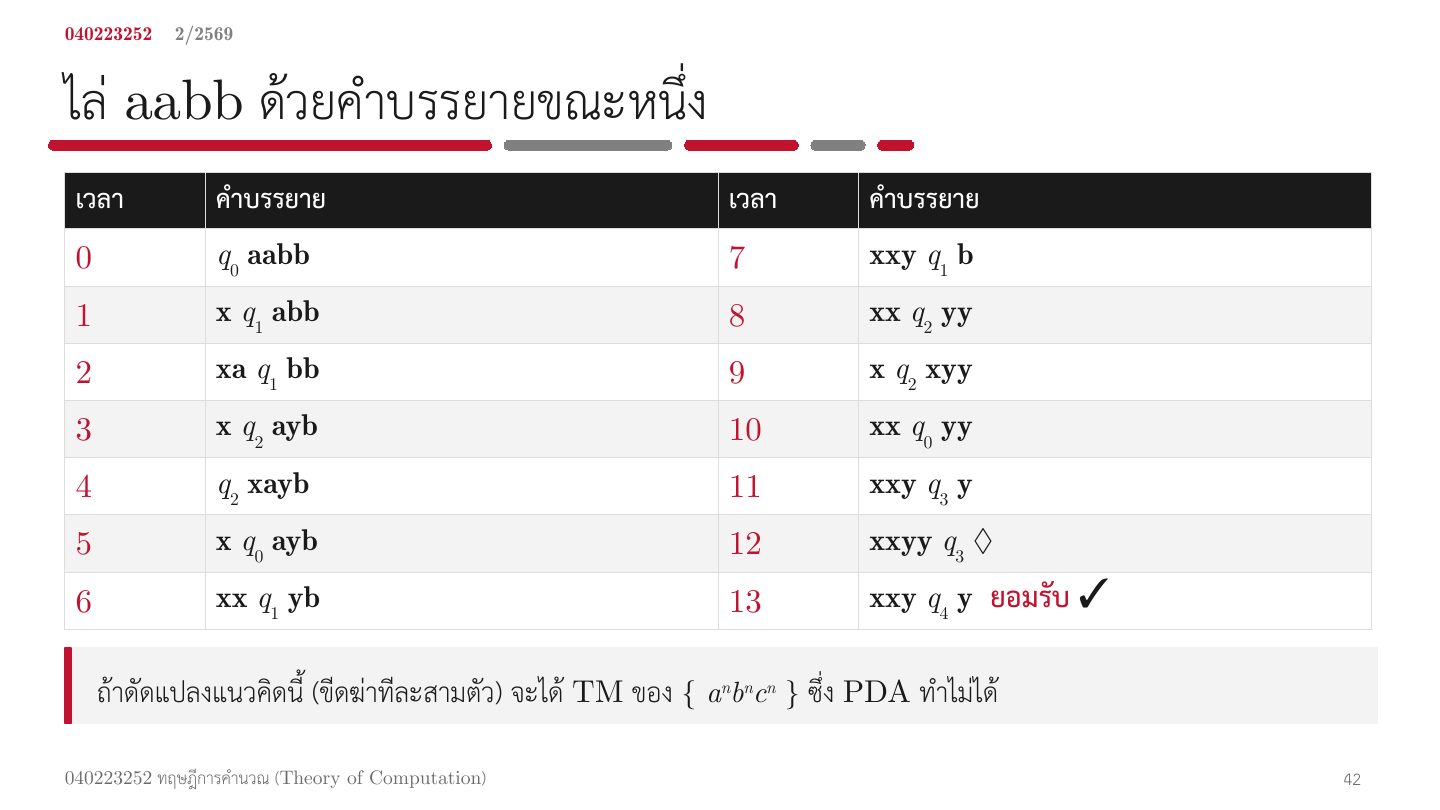 040223252 2/2569
ไล่ aabb ด้วยคำบรรยายขณะหนึ่ง
เวลา คำบรรยาย เวลา คำบรรยาย
0 q₀ aabb 7 xxy q₁ b
1 x q₁ abb 8 xx q₂ yy
2 xa q₁ bb 9 x q₂ xyy
3 x q₂ ayb 10 xx q₀ yy
4 q₂ xayb 11 xxy q₃ y
5 x q₀ ayb 12 xxyy q₃ ◊
6 xx q₁ yb 13 xxy q₄ y ยอมรับ ✓
ถ้าดัดแปลงแนวคิดนี้ (ขีดฆ่าทีละสามตัว) จะได้ TM ของ { aⁿbⁿcⁿ } ซึ่ง PDA ทำไม่ได้
040223252 ทฤษฎีการคำนวณ (Theory of Computation) 42